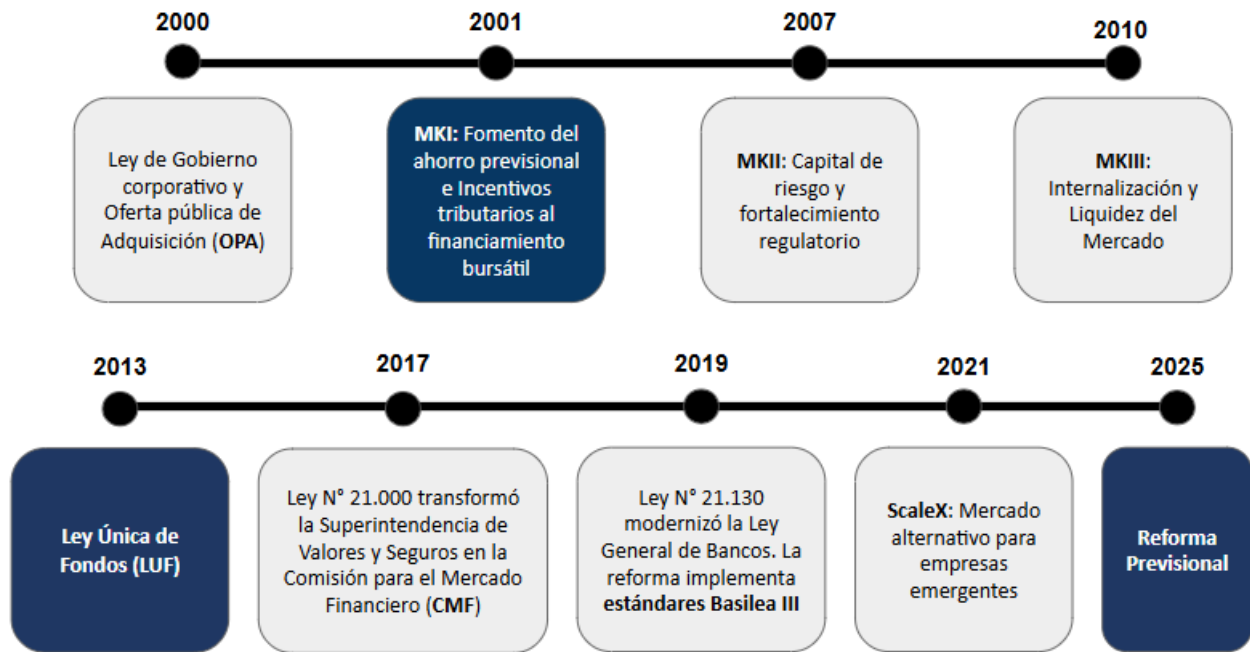 2000
2001
2007
2010
Ley de Gobierno
corporativo y
Oferta pública de
Adquisición (OPA)
MKI: Fomento del
ahorro previsional
e Incentivos
tributarios al
financiamiento
bursátil
MKII: Capital de
riesgo y
fortalecimiento
regulatorio
MKIII:
Internalización y
Liquidez del
Mercado
2013
2017
2019
2021
2025
Ley Única de
Fondos (LUF)
Ley N° 21.000 transformó
la Superintendencia de
Valores y Seguros en la
Comisión para el Mercado
Financiero (CMF)
Ley N° 21.130
modernizó la Ley
General de Bancos. La
reforma implementa
estándares Basilea III
ScaleX: Mercado
alternativo para
empresas
emergentes
Reforma
Previsional